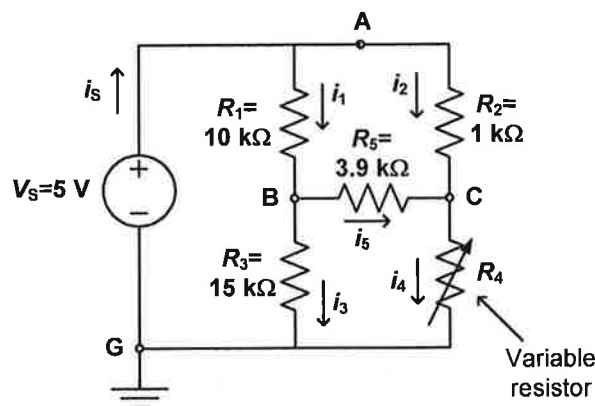 A
iS
R1=
10 kΩ
i1
i2
R2=
1 kΩ
R5=
3.9 kΩ
+
VS=5 V
−
B
C
i5
R3=
15 kΩ
i3
i4
R4
G
Variable
resistor